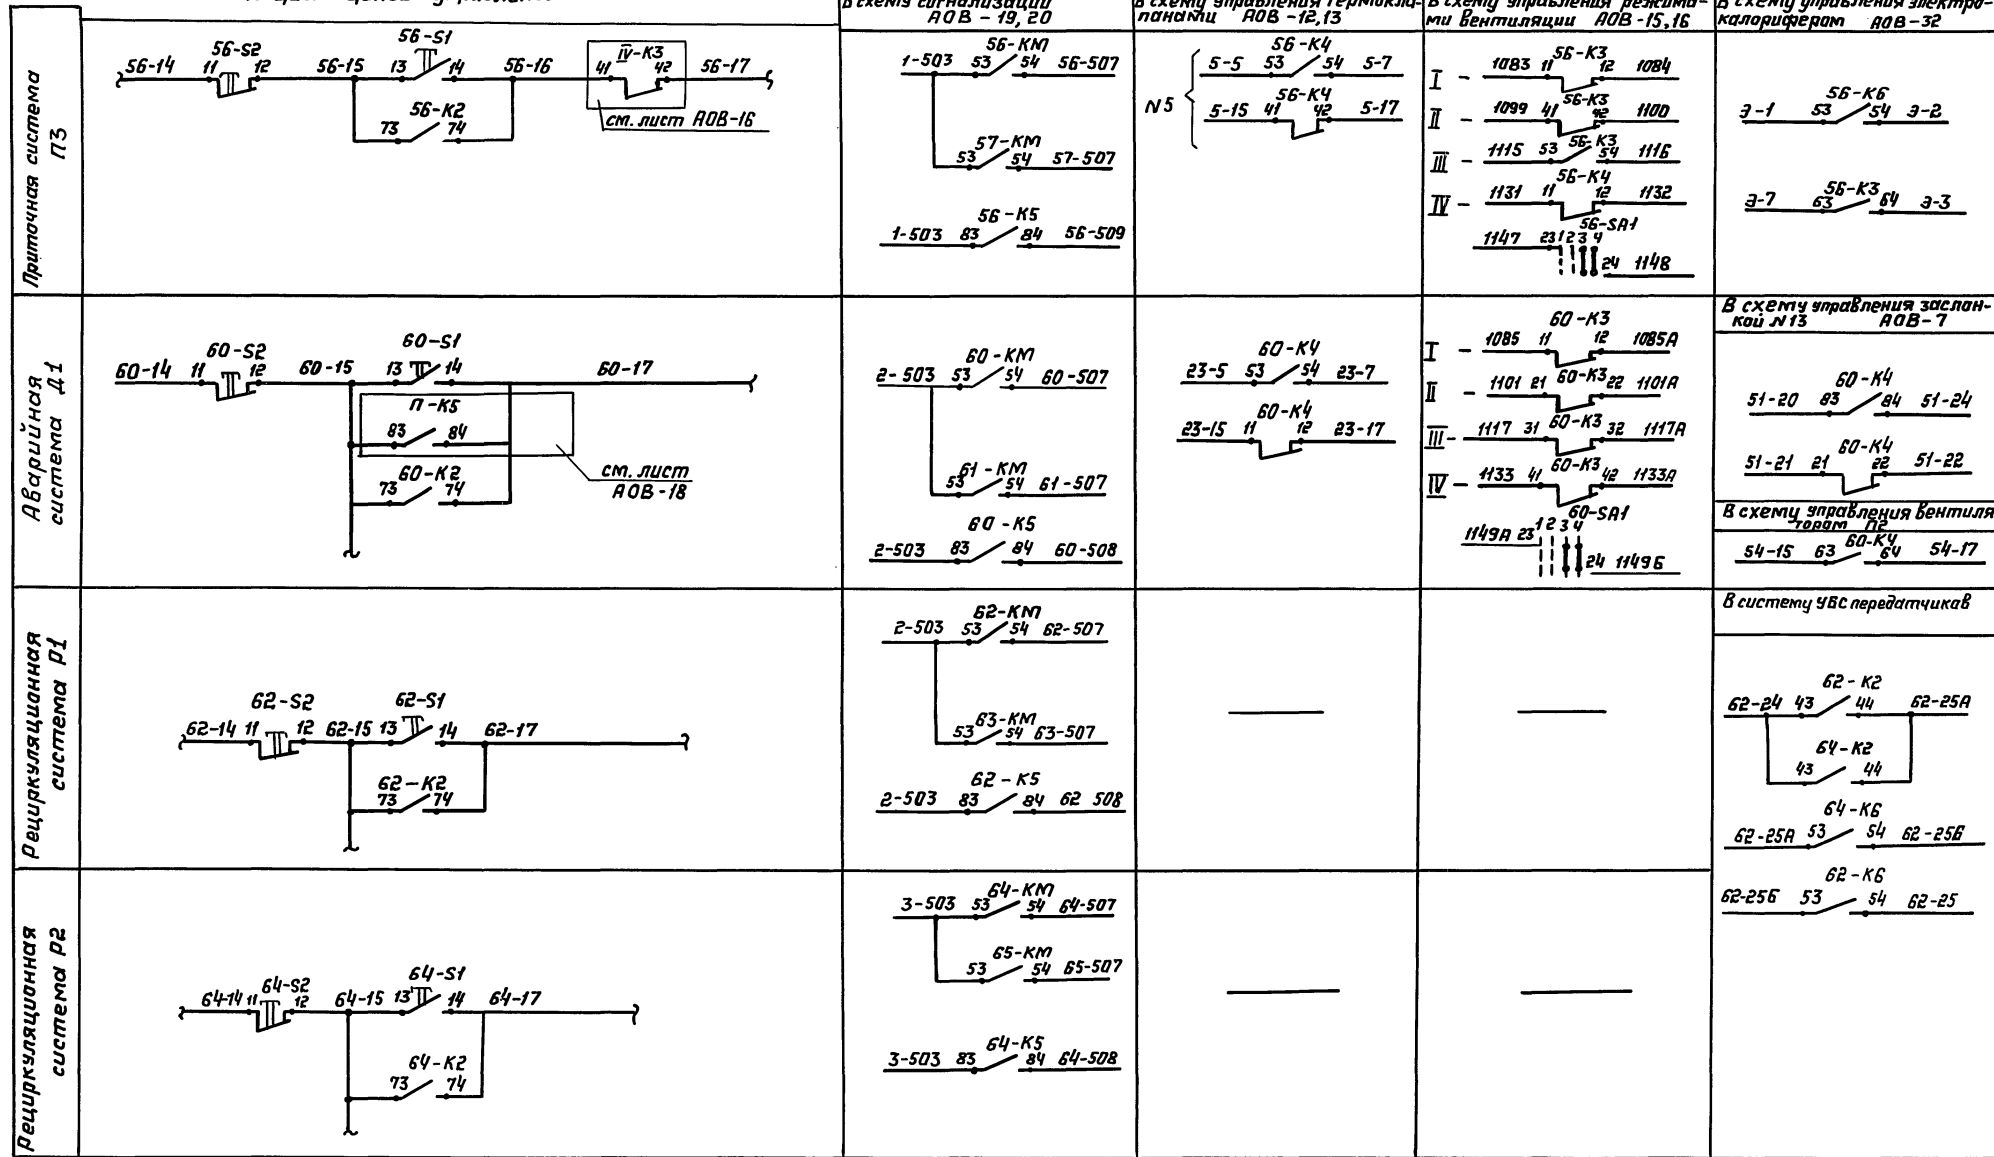 В схему сигнализации
АОВ - 19, 20
В схему управления термокла-
панами АОВ - 12,13
В схему управления режима-
ми вентиляции АОВ-15,16
В схему управления электро-
калорифером АОВ-32
Приточная система
П3
56-14 11 56-S2 12 56-15 13 56-S1 14 56-16 41 IV-K3 42 56-17
73 56-K2 74
см. лист АОВ-16
1-503 53 56-KM 54 56-507
53 57-KM 54 57-507
1-503 83 56-K5 84 56-509
N5
5-5 53 56-K4 54 5-7
5-15 41 56-K4 42 5-17
I - 1083 11 56-K3 12 1084
II - 1099 41 56-K3 42 1100
III - 1115 53 56-K3 54 1116
IV - 1131 11 56-K4 12 1132
56-SA1
1147 23 1 2 3 4
24 1148
Э-1 53 56-K6 54 Э-2
Э-7 63 56-K3 64 Э-3
Аварийная
система Д1
60-14 11 60-S2 12 60-15 13 60-S1 14 60-17
П-K5
83 84
60-K2
73 74
см. лист
АОВ-18
2-503 53 60-KM 54 60-507
53 61-KM 54 61-507
2-503 83 60-K5 84 60-508
23-5 53 60-K4 54 23-7
23-15 11 60-K4 12 23-17
I - 1085 11 60-K3 12 1085А
II - 1101 21 60-K3 22 1101А
III - 1117 31 60-K3 32 1117А
IV - 1133 41 60-K3 42 1133А
60-SA1
1149А 23 1 2 3 4
24 1149Б
В схему управления заслон-
кой N13 АОВ-7
51-20 83 60-K4 84 51-24
51-21 21 60-K4 22 51-22
В схему управления вентиля
тором П2
54-15 63 60-K4 64 54-17
Рециркуляционная
система Р1
62-14 11 62-S2 12 62-15 13 62-S1 14 62-17
62-K2
73 74
2-503 53 62-KM 54 62-507
53 63-KM 54 63-507
2-503 83 62-K5 84 62 508
В систему УБС передатчиков
62-24 43 62-K2 44 62-25А
64-K2
43 44
64-K6
62-25А 53 54 62-25Б
62-K6
62-25Б 53 54 62-25
Рециркуляционная
система Р2
64-14 11 64-S2 12 64-15 13 64-S1 14 64-17
64-K2
73 74
3-503 53 64-KM 54 64-507
65-KM
53 54 65-507
3-503 83 64-K5 84 64-508